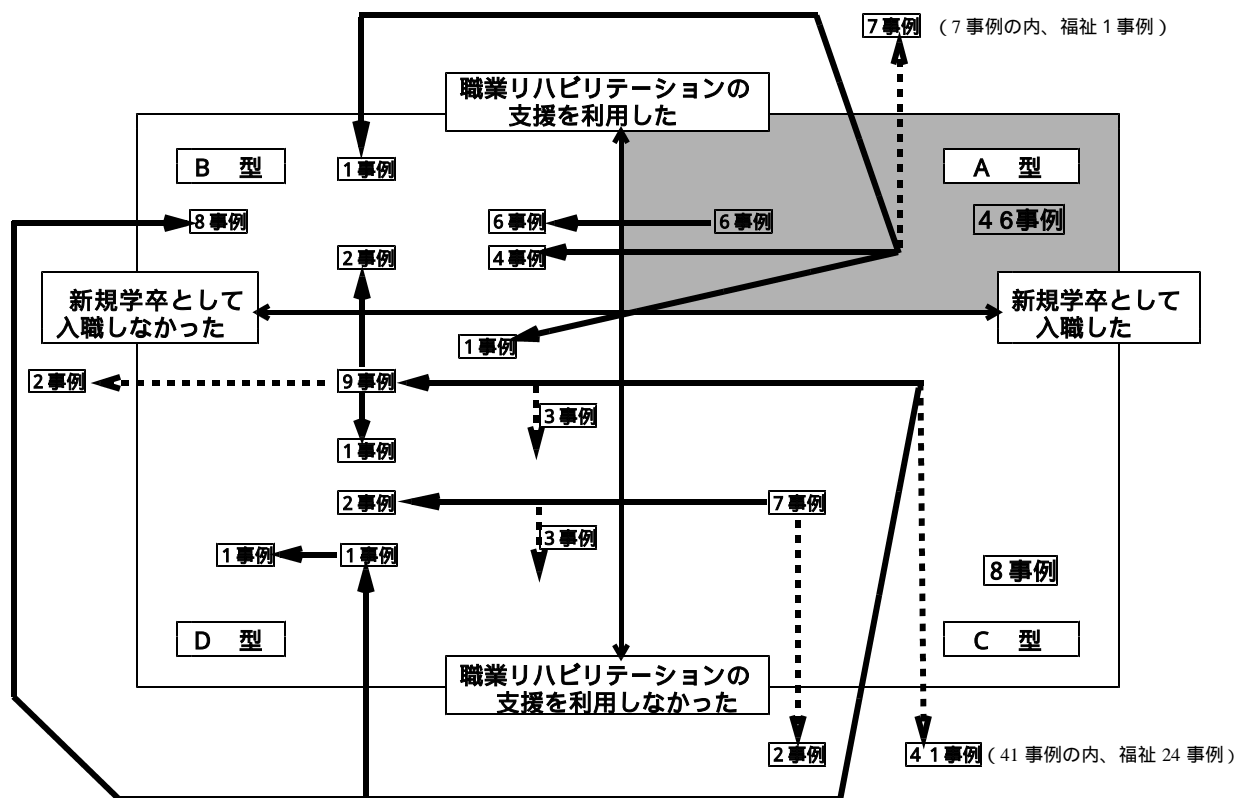 7事例 (7事例の内、福祉1事例)
職業リハビリテーションの
支援を利用した
B 型
A 型
1事例
8事例
6事例
6事例
46事例
2事例
4事例
新規学卒として
入職しなかった
新規学卒として
入職した
1事例
2事例
9事例
3事例
1事例
2事例
7事例
3事例
1事例
1事例
8事例
D 型
C 型
職業リハビリテーションの
支援を利用しなかった
2事例
41事例 (41事例の内、福祉24事例)